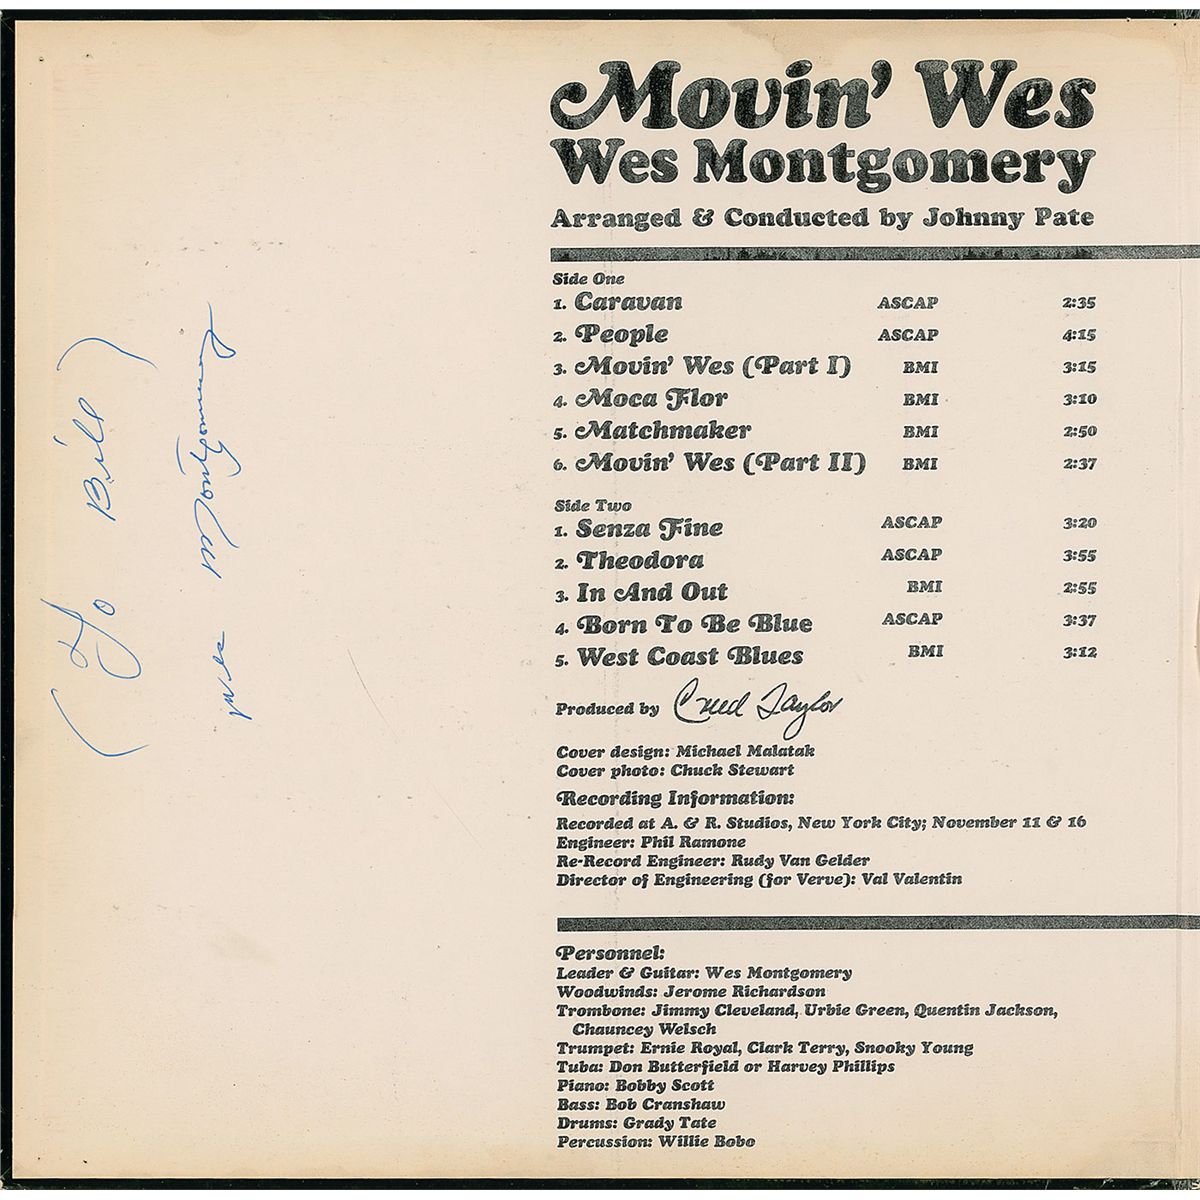 Movin' Wes
Wes Montgomery
Arranged & Conducted by Johnny Pate
Side One
1. Caravan ASCAP 2:35
2. People ASCAP 4:15
3. Movin' Wes (Part I) BMI 3:15
4. Moca Flor BMI 3:10
5. Matchmaker BMI 2:50
6. Movin' Wes (Part II) BMI 2:37
Side Two
1. Senza Fine ASCAP 3:20
2. Theodora ASCAP 3:55
3. In And Out BMI 2:55
4. Born To Be Blue ASCAP 3:37
5. West Coast Blues BMI 3:12
Produced by Creed Taylor
Cover design: Michael Malatak
Cover photo: Chuck Stewart
Recording Information:
Recorded at A. & R. Studios, New York City; November 11 & 16
Engineer: Phil Ramone
Re-Record Engineer: Rudy Van Gelder
Director of Engineering (for Verve): Val Valentin
Personnel:
Leader & Guitar: Wes Montgomery
Woodwinds: Jerome Richardson
Trombone: Jimmy Cleveland, Urbie Green, Quentin Jackson,
Chauncey Welsch
Trumpet: Ernie Royal, Clark Terry, Snooky Young
Tuba: Don Butterfield or Harvey Phillips
Piano: Bobby Scott
Bass: Bob Cranshaw
Drums: Grady Tate
Percussion: Willie Bobo
(To Bill)
Wes Montgomery